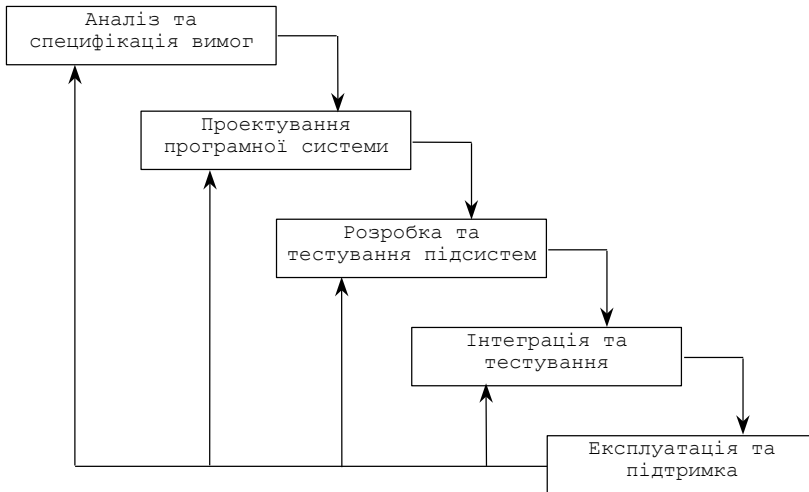 Аналіз та
специфікація вимог
Проектування
програмної системи
Розробка та
тестування підсистем
Інтеграція та
тестування
Експлуатація та
підтримка